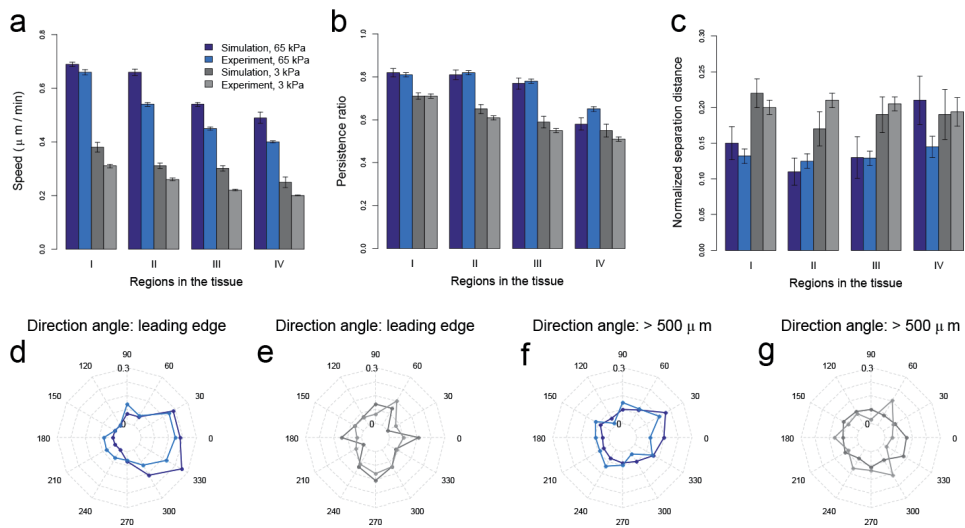 a
Speed (μ m / min)
0.0 0.2 0.4 0.6 0.8
Simulation, 65 kPa
Experiment, 65 kPa
Simulation, 3 kPa
Experiment, 3 kPa
I II III IV
Regions in the tissue
b
Persistence ratio
0.0 0.2 0.4 0.6 0.8 1.0
I II III IV
Regions in the tissue
c
Normalized separation distance
0.00 0.05 0.10 0.15 0.20 0.25 0.30
I II III IV
Regions in the tissue
Direction angle: leading edge
d
0 30 60 90 120 150 180 210 240 270 300 330
0.3
0
Direction angle: leading edge
e
0 30 60 90 120 150 180 210 240 270 300 330
0.3
0
Direction angle: > 500 μ m
f
0 30 60 90 120 150 180 210 240 270 300 330
0.3
0
Direction angle: > 500 μ m
g
0 30 60 90 120 150 180 210 240 270 300 330
0.3
0